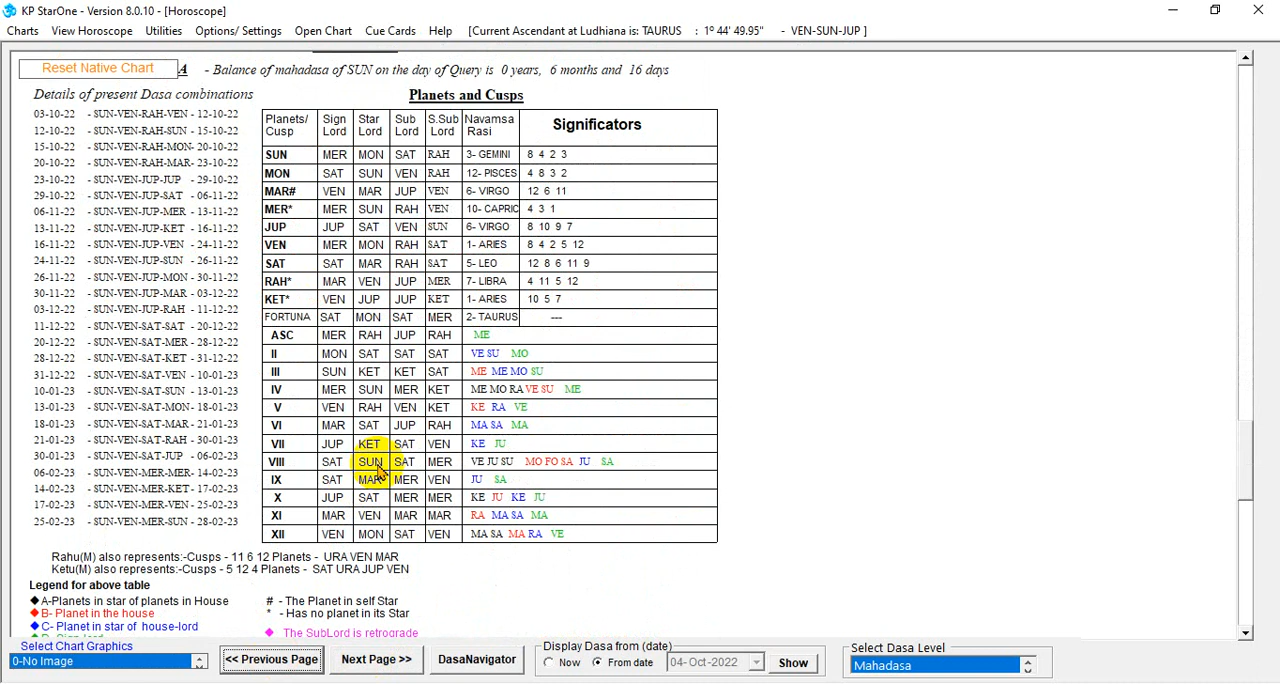 KP StarOne - Version 8.0.10 - [Horoscope]
Charts View Horoscope Utilities Options/ Settings Open Chart Cue Cards Help [Current Ascendant at Ludhiana is: TAURUS : 1º 44' 49.95" - VEN-SUN-JUP ]
Reset Native Chart A - Balance of mahadasa of SUN on the day of Query is 0 years, 6 months and 16 days
Details of present Dasa combinations
03-10-22 - SUN-VEN-RAH-VEN - 12-10-22
12-10-22 - SUN-VEN-RAH-SUN - 15-10-22
15-10-22 - SUN-VEN-RAH-MON- 20-10-22
20-10-22 - SUN-VEN-RAH-MAR- 23-10-22
23-10-22 - SUN-VEN-JUP-JUP - 29-10-22
29-10-22 - SUN-VEN-JUP-SAT - 06-11-22
06-11-22 - SUN-VEN-JUP-MER - 13-11-22
13-11-22 - SUN-VEN-JUP-KET - 16-11-22
16-11-22 - SUN-VEN-JUP-VEN - 24-11-22
24-11-22 - SUN-VEN-JUP-SUN - 26-11-22
26-11-22 - SUN-VEN-JUP-MON - 30-11-22
30-11-22 - SUN-VEN-JUP-MAR - 03-12-22
03-12-22 - SUN-VEN-JUP-RAH - 11-12-22
11-12-22 - SUN-VEN-SAT-SAT - 20-12-22
20-12-22 - SUN-VEN-SAT-MER - 28-12-22
28-12-22 - SUN-VEN-SAT-KET - 31-12-22
31-12-22 - SUN-VEN-SAT-VEN - 10-01-23
10-01-23 - SUN-VEN-SAT-SUN - 13-01-23
13-01-23 - SUN-VEN-SAT-MON - 18-01-23
18-01-23 - SUN-VEN-SAT-MAR - 21-01-23
21-01-23 - SUN-VEN-SAT-RAH - 30-01-23
30-01-23 - SUN-VEN-SAT-JUP - 06-02-23
06-02-23 - SUN-VEN-MER-MER- 14-02-23
14-02-23 - SUN-VEN-MER-KET - 17-02-23
17-02-23 - SUN-VEN-MER-VEN - 25-02-23
25-02-23 - SUN-VEN-MER-SUN - 28-02-23
Planets and Cusps
Planets/ Cusp Sign Lord Star Lord Sub Lord S.Sub Lord Navamsa Rasi Significators
SUN MER MON SAT RAH 3- GEMINI 8 4 2 3
MON SAT SUN VEN RAH 12- PISCES 4 8 3 2
MAR# VEN MAR JUP VEN 6- VIRGO 12 6 11
MER* MER SUN RAH VEN 10- CAPRIC 4 3 1
JUP JUP SAT VEN SUN 6- VIRGO 8 10 9 7
VEN MER MON RAH SAT 1- ARIES 8 4 2 5 12
SAT SAT MAR RAH SAT 5- LEO 12 8 6 11 9
RAH* MAR VEN JUP MER 7- LIBRA 4 11 5 12
KET* VEN JUP JUP KET 1- ARIES 10 5 7
FORTUNA SAT MON SAT MER 2- TAURUS ---
ASC MER RAH JUP RAH ME
II MON SAT SAT SAT VE SU MO
III SUN KET KET SAT ME ME MO SU
IV MER SUN MER KET ME MO RA VE SU ME
V VEN RAH VEN KET KE RA VE
VI MAR SAT JUP RAH MA SA MA
VII JUP KET SAT VEN KE JU
VIII SAT SUN SAT MER VE JU SU MO FO SA JU SA
IX SAT MAR MER VEN JU SA
X JUP SAT MER MER KE JU KE JU
XI MAR VEN MAR MAR RA MA SA MA
XII VEN MON SAT VEN MA SA MA RA VE
Rahu(M) also represents:-Cusps - 11 6 12 Planets - URA VEN MAR
Ketu(M) also represents:-Cusps - 5 12 4 Planets - SAT URA JUP VEN
Legend for above table
A-Planets in star of planets in House # - The Planet in self Star
B- Planet in the house * - Has no planet in its Star
C- Planet in star of house-lord The SubLord is retrograde
Select Chart Graphics
0-No Image
<< Previous Page Next Page >> DasaNavigator
Display Dasa from (date)
Now From date 04-Oct-2022 Show
Select Dasa Level
Mahadasa